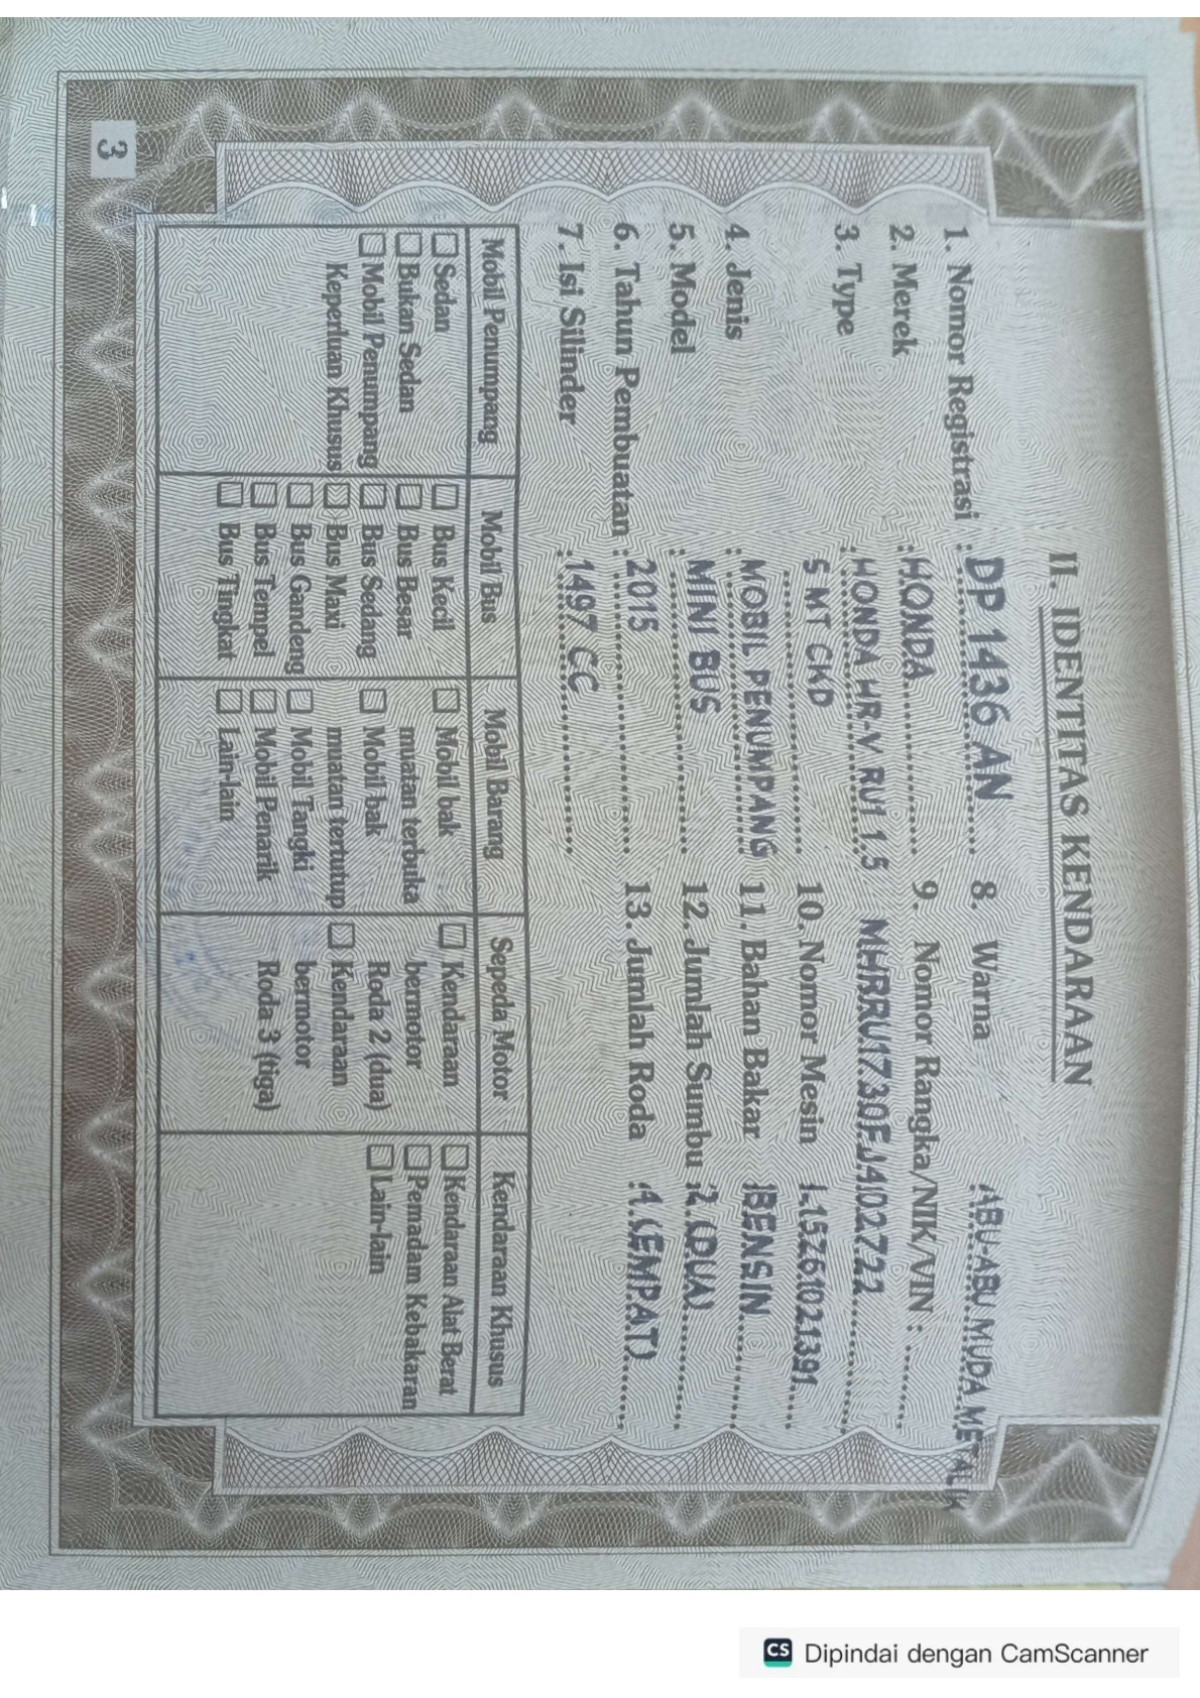 II. IDENTITAS KENDARAAN
1. Nomor Registrasi : DP 1436 AN
2. Merek : HONDA
3. Type : HONDA HR-V RU1 1.5
S MT CKD
4. Jenis : MOBIL PENUMPANG
5. Model : MINI BUS
6. Tahun Pembuatan : 2015
7. Isi Silinder : 1497 CC
8. Warna : ABU-ABU MUDA METALIK
9. Nomor Rangka/NIK/VIN :
MHRRU1730FJ402722
10. Nomor Mesin : L15Z61021391
11. Bahan Bakar : BENSIN
12. Jumlah Sumbu : 2 (DUA)
13. Jumlah Roda : 4 (EMPAT)
Mobil Penumpang
Sedan
Bukan Sedan
Mobil Penumpang
Keperluan Khusus
Mobil Bus
Bus Kecil
Bus Besar
Bus Sedang
Bus Maxi
Bus Gandeng
Bus Tempel
Bus Tingkat
Mobil Barang
Mobil bak
muatan terbuka
Mobil bak
muatan tertutup
Mobil Tangki
Mobil Penarik
Lain-lain
Sepeda Motor
Kendaraan
bermotor
Roda 2 (dua)
Kendaraan
bermotor
Roda 3 (tiga)
Kendaraan Khusus
Kendaraan Alat Berat
Pemadam Kebakaran
Lain-lain
3
CS Dipindai dengan CamScanner